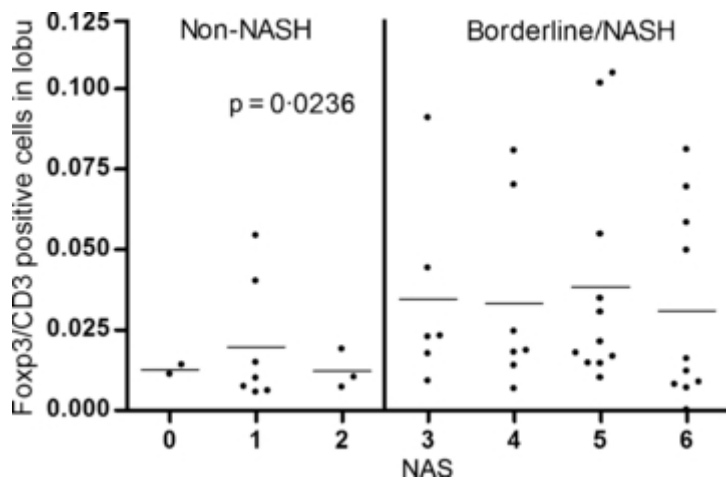 Non-NASH
Borderline/NASH
p = 0·0236
Foxp3/CD3 positive cells in lobu
0.125
0.100
0.075
0.050
0.025
0.000
0 1 2 3 4 5 6
NAS